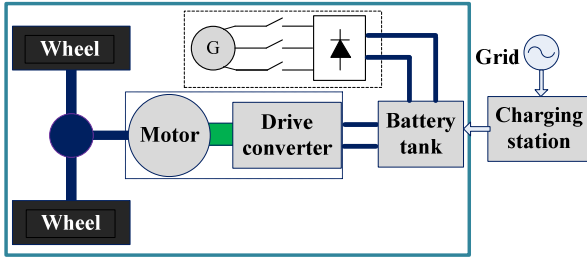 Wheel
G
Grid
Motor
Drive
converter
Battery
tank
Charging
station
Wheel